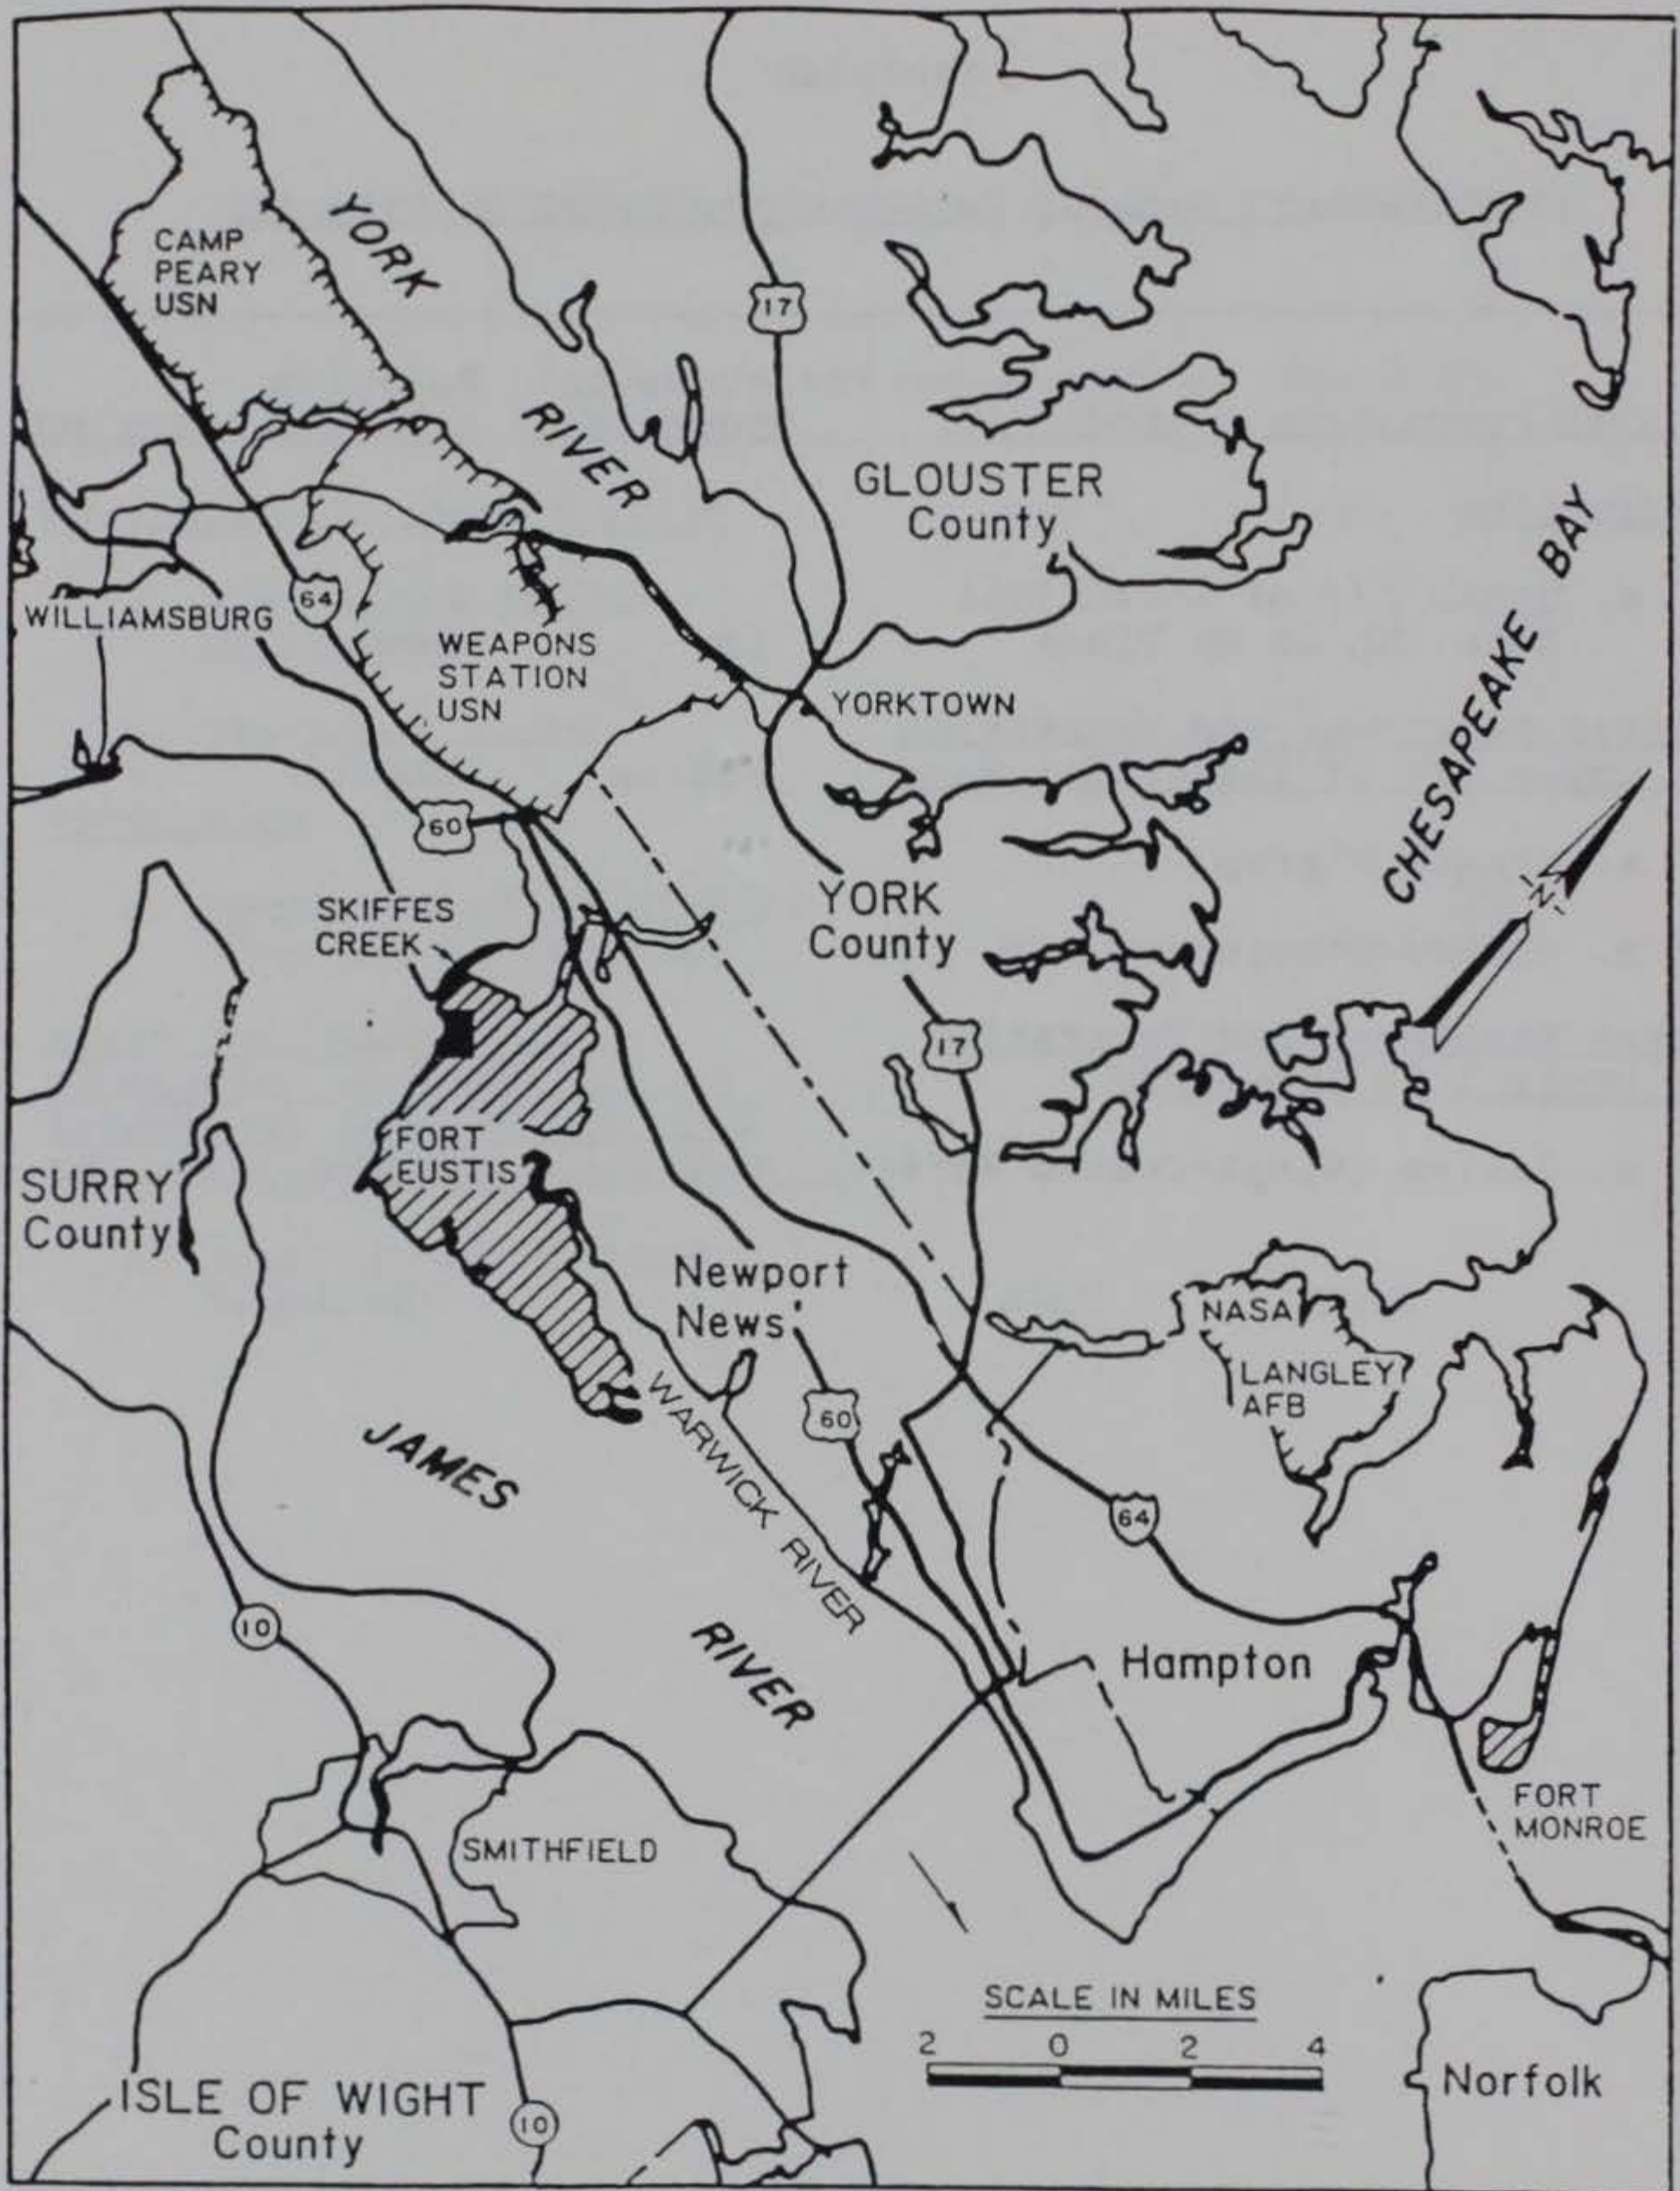 CAMP
PEARY
USN
YORK
RIVER
17
GLOUSTER
County
CHESAPEAKE BAY
WILLIAMSBURG
64
WEAPONS
STATION
USN
YORKTOWN
60
SKIFFES
CREEK
YORK
County
N
17
FORT
EUSTIS
SURRY
County
Newport
News
NASA
LANGLEY
AFB
60
WARWICK RIVER
JAMES
RIVER
64
10
Hampton
FORT
MONROE
SMITHFIELD
SCALE IN MILES
2 0 2 4
Norfolk
ISLE OF WIGHT
County
10